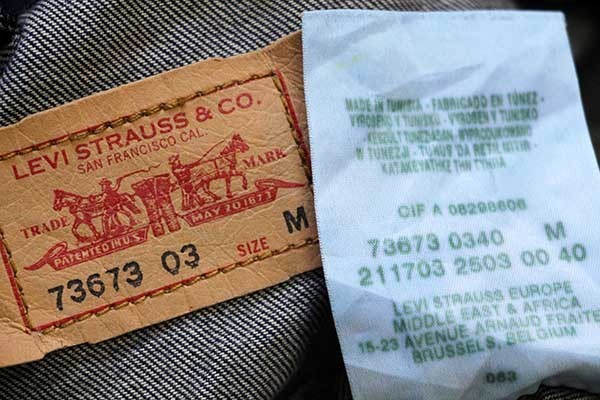 LEVI STRAUSS & CO.
SAN FRANCISCO CAL.
TRADE MARK
PATENTED IN U.S. MAY 20 1873
73673 03 SIZE M
MADE IN TUNISIA - FABRICADO EN TÚNEZ -
CIF A 08298606
73673 0340 M
211703 2503 00 40
LEVI STRAUSS EUROPE
MIDDLE EAST & AFRICA
15-23 AVENUE ARNAUD FRAITE
BRUSSELS, BELGIUM
063